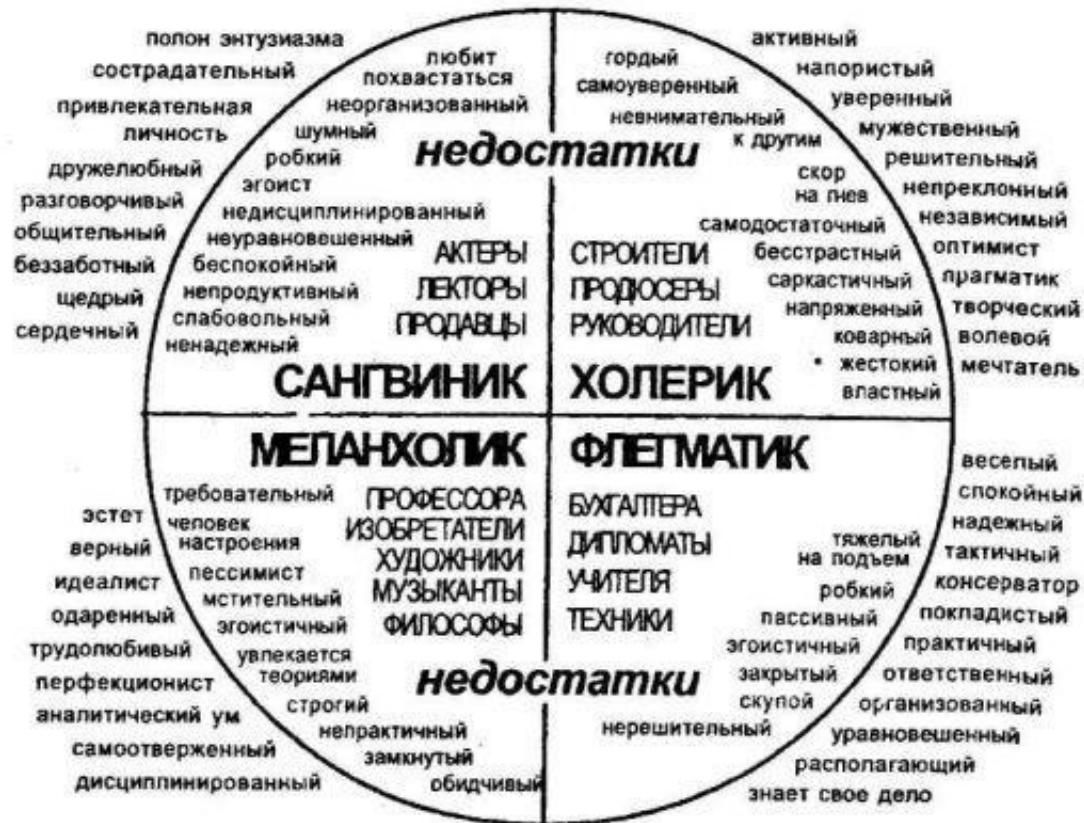 полон энтузиазма
сострадательный
привлекательная
личность
дружелюбный
разговорчивый
общительный
беззаботный
щедрый
сердечный
любит
похвастаться
неорганизованный
шумный
робкий
эгоист
недисциплинированный
неуравновешенный
беспокойный
непродуктивный
слабовольный
ненадежный
недостатки
АКТЕРЫ
ЛЕКТОРЫ
ПРОДАВЦЫ
САНГВИНИК
гордый
самоуверенный
невнимательный
к другим
скор
на гнев
самодостаточный
бесстрастный
саркастичный
напряженный
коварный
жестокий
властный
СТРОИТЕЛИ
ПРОДЮСЕРЫ
РУКОВОДИТЕЛИ
ХОЛЕРИК
активный
напористый
уверенный
мужественный
решительный
непреклонный
независимый
оптимист
прагматик
творческий
волевой
мечтатель
МЕЛАНХОЛИК
требовательный
человек
настроения
пессимист
мстительный
эгоистичный
увлекается
теориями
строгий
непрактичный
замкнутый
обидчивый
ПРОФЕССОРА
ИЗОБРЕТАТЕЛИ
ХУДОЖНИКИ
МУЗЫКАНТЫ
ФИЛОСОФЫ
эстет
верный
идеалист
одаренный
трудолюбивый
перфекционист
аналитический ум
самоотверженный
дисциплинированный
недостатки
ФЛЕГМАТИК
БУХГАЛТЕРА
ДИПЛОМАТЫ
УЧИТЕЛЯ
ТЕХНИКИ
тяжелый
на подъем
робкий
пассивный
эгоистичный
закрытый
скупой
нерешительный
веселый
спокойный
надежный
тактичный
консерватор
покладистый
практичный
ответственный
организованный
уравновешенный
располагающий
знает свое дело